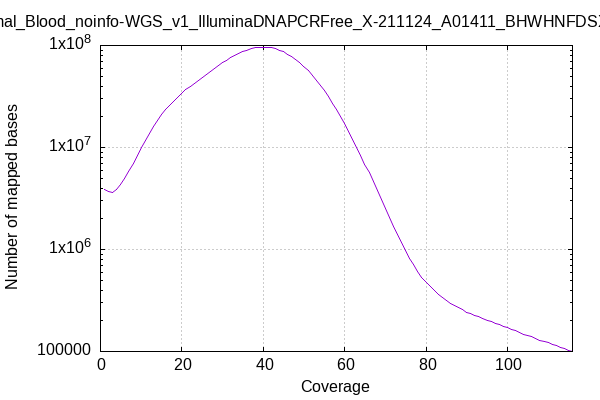 nal_Blood_noinfo-WGS_v1_IlluminaDNAPCRFree_X-211124_A01411_BHWHNFDSX
1x10^8
1x10^7
1x10^6
100000
Number of mapped bases
0 20 40 60 80 100
Coverage